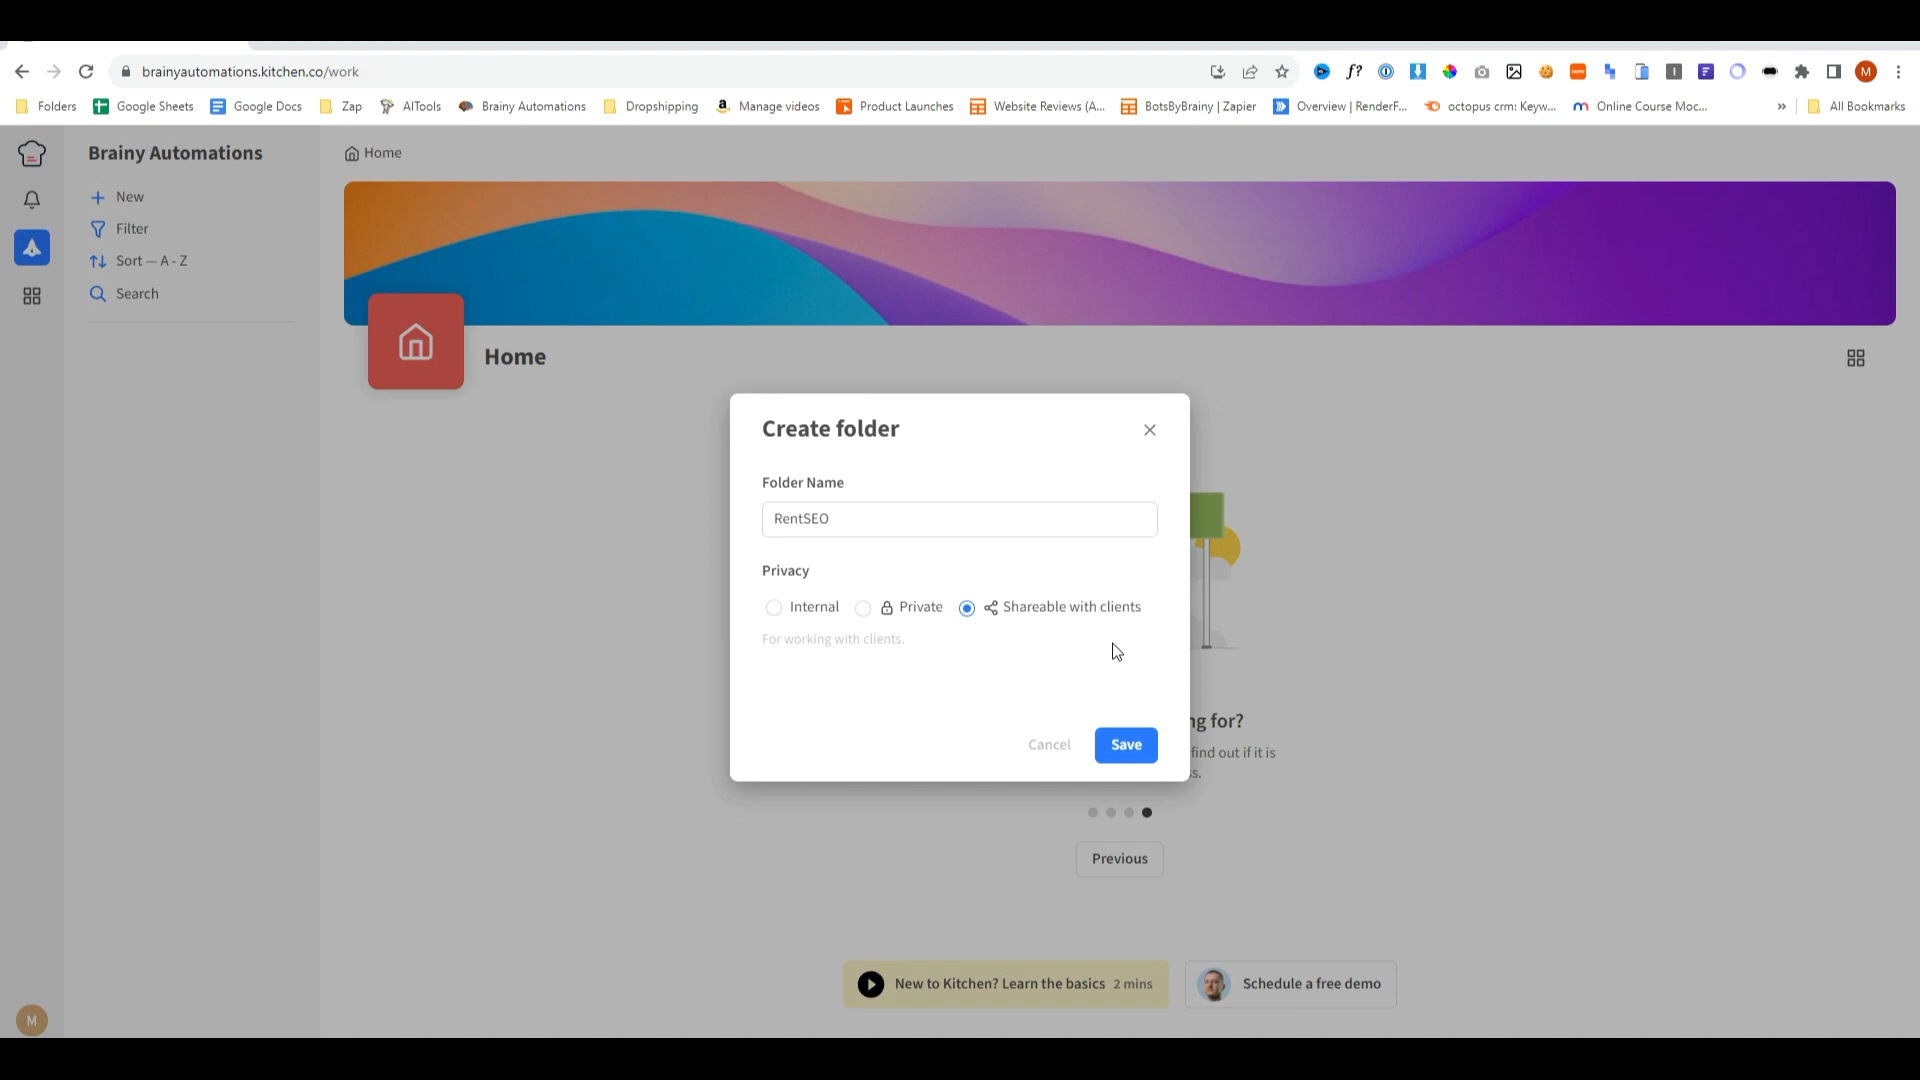 brainyautomations.kitchen.co/work
Folders Google Sheets Google Docs Zap AITools Brainy Automations Dropshipping Manage videos Product Launches Website Reviews (A... BotsByBrainy | Zapier Overview | RenderF... octopus crm: Keyw... Online Course Moc... » All Bookmarks
Brainy Automations
Home
New
Filter
Sort — A - Z
Search
Home
Create folder
Folder Name
RentSEO
Privacy
Internal Private Shareable with clients
For working with clients.
Cancel Save
ng for?
find out if it is
s.
Previous
New to Kitchen? Learn the basics 2 mins
Schedule a free demo
M
M